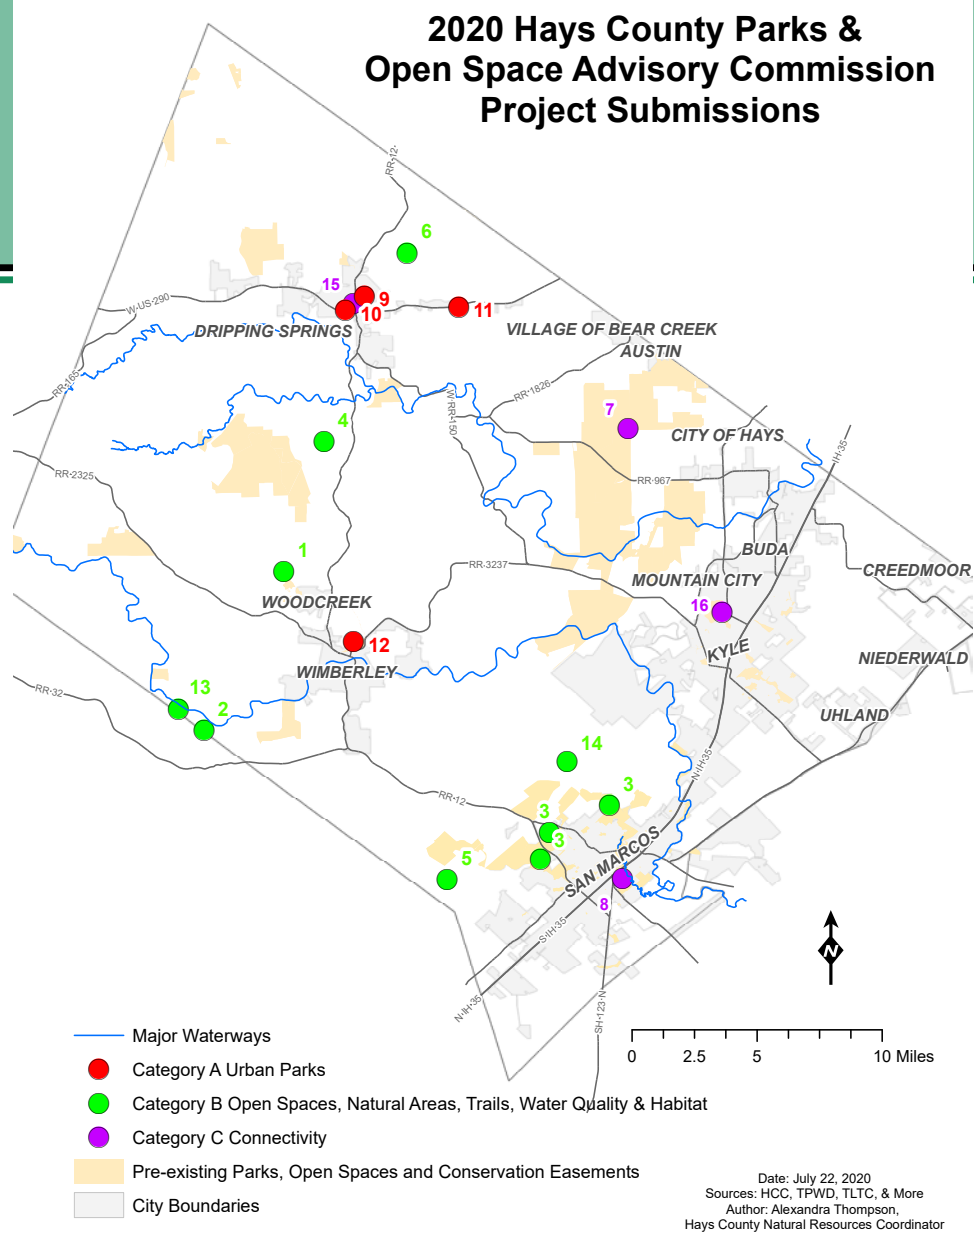 2020 Hays County Parks &
Open Space Advisory Commission
Project Submissions
RR-12
6
15
9
10
11
W-US-290
DRIPPING SPRINGS
VILLAGE OF BEAR CREEK
AUSTIN
RR-165
RR-1826
W-RR-150
7
4
CITY OF HAYS
IH-35
RR-2325
RR-967
1
BUDA
RR-3237
MOUNTAIN CITY
CREEDMOOR
WOODCREEK
16
12
KYLE
NIEDERWALD
WIMBERLEY
13
RR-32
2
UHLAND
14
N-IH-35
3
RR-12
3
3
5
SAN MARCOS
8
S-IH-35
N
N-IH-35
SH-123-N
Major Waterways
0 2.5 5 10 Miles
Category A Urban Parks
Category B Open Spaces, Natural Areas, Trails, Water Quality & Habitat
Category C Connectivity
Pre-existing Parks, Open Spaces and Conservation Easements
City Boundaries
Date: July 22, 2020
Sources: HCC, TPWD, TLTC, & More
Author: Alexandra Thompson,
Hays County Natural Resources Coordinator